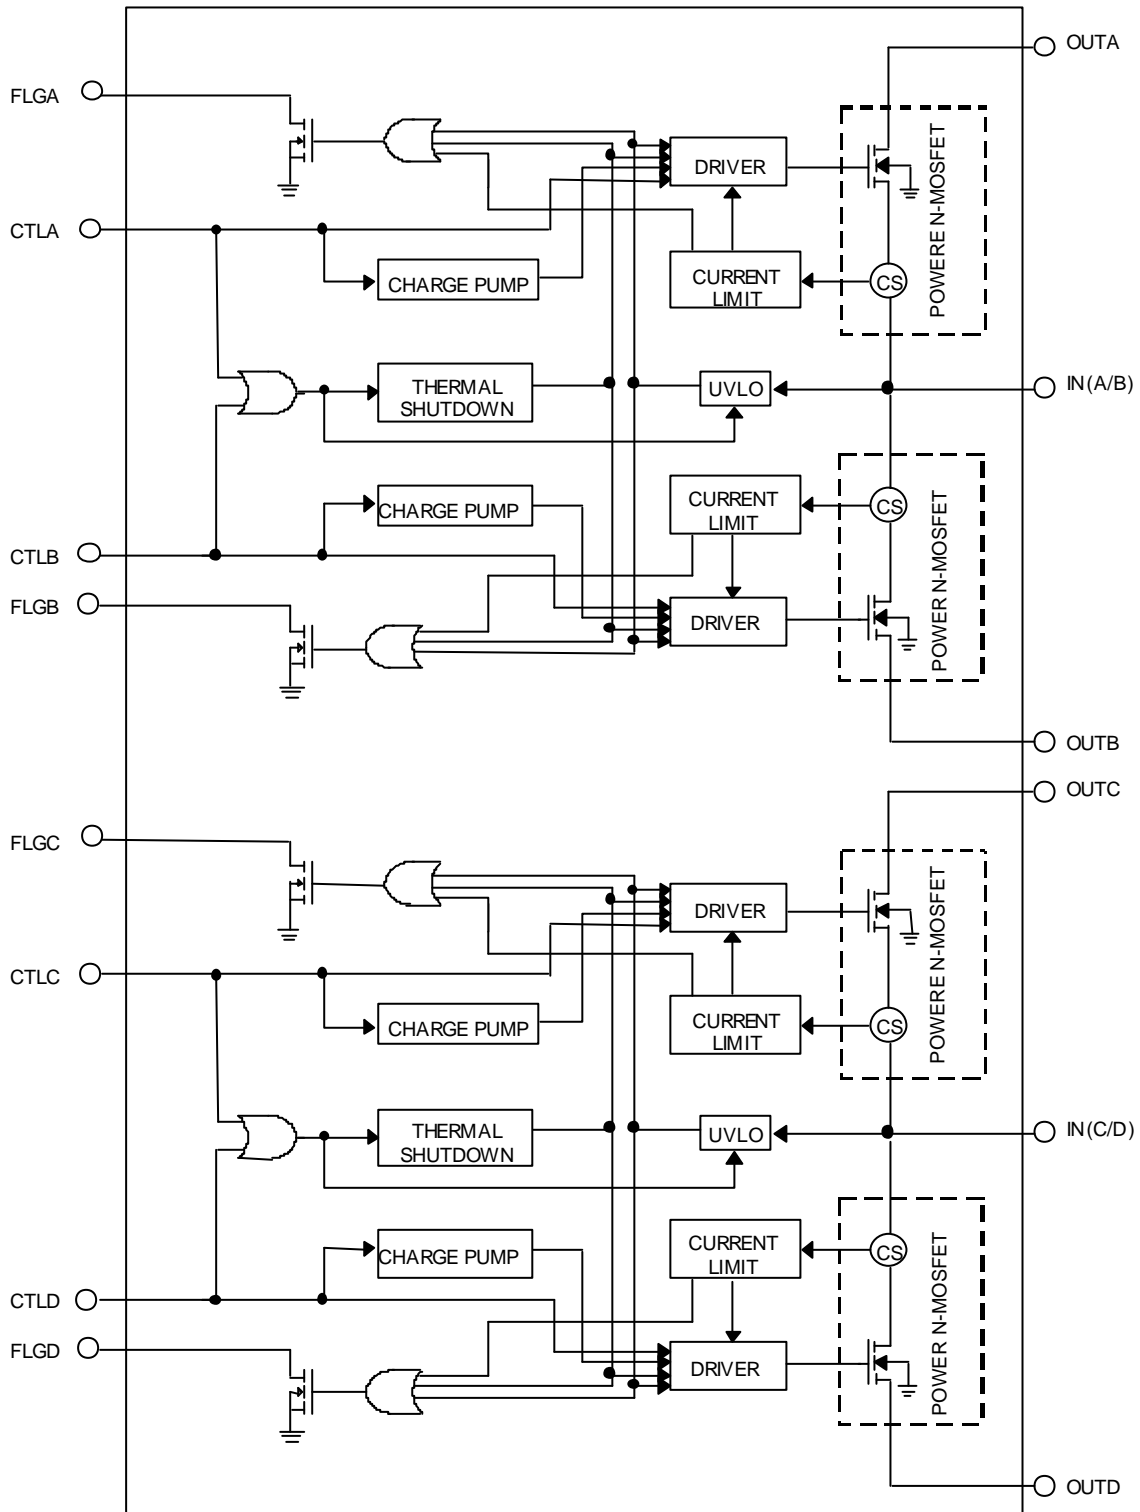 OUTA
FLGA
DRIVER
POWERE N-MOSFET
CTLA
CHARGE PUMP
CURRENT
LIMIT
CS
THERMAL
SHUTDOWN
UVLO
IN(A/B)
CHARGE PUMP
CURRENT
LIMIT
CS
POWER N-MOSFET
CTLB
FLGB
DRIVER
OUTB
OUTC
FLGC
DRIVER
POWERE N-MOSFET
CTLC
CHARGE PUMP
CURRENT
LIMIT
CS
THERMAL
SHUTDOWN
UVLO
IN(C/D)
CHARGE PUMP
CURRENT
LIMIT
CS
POWER N-MOSFET
CTLD
FLGD
DRIVER
OUTD